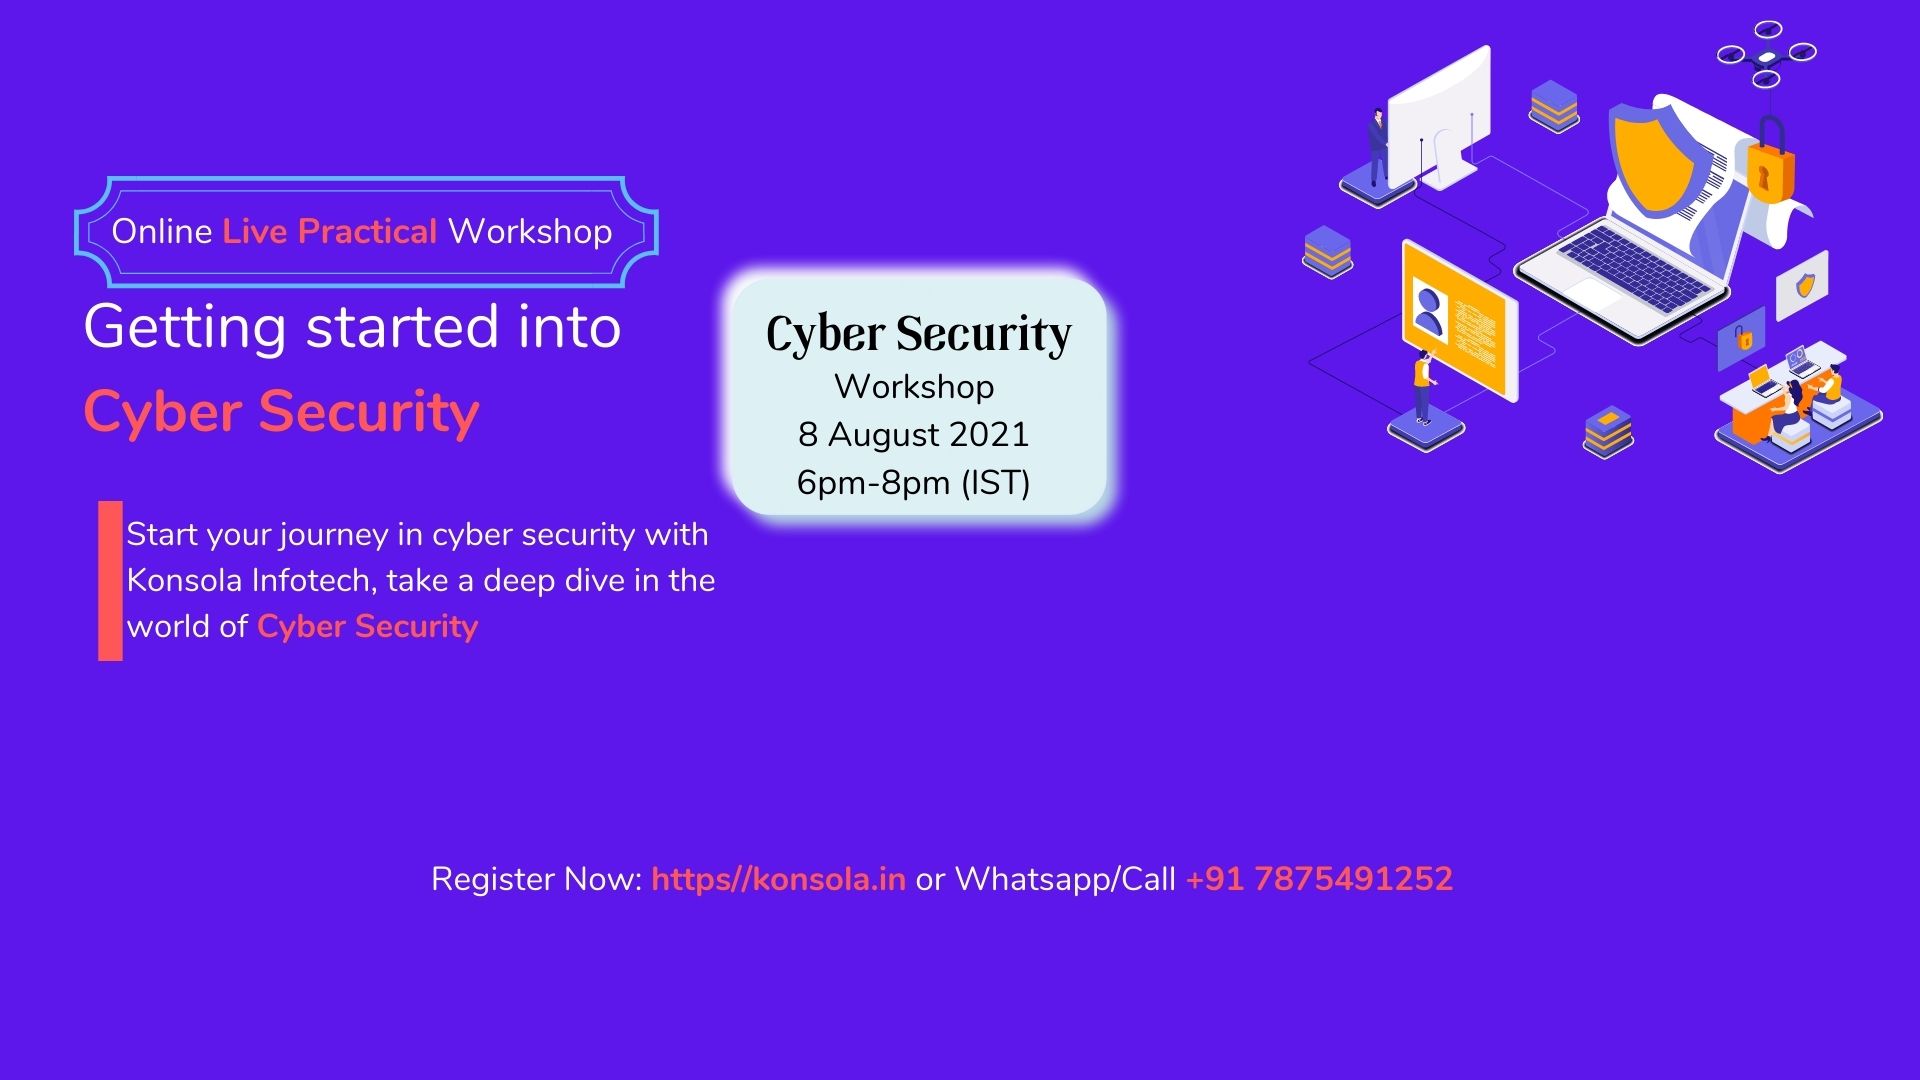 Online Live Practical Workshop
Getting started into
Cyber Security
Cyber Security
Workshop
8 August 2021
6pm-8pm (IST)
Start your journey in cyber security with
Konsola Infotech, take a deep dive in the
world of Cyber Security
Register Now: https//konsola.in or Whatsapp/Call +91 7875491252